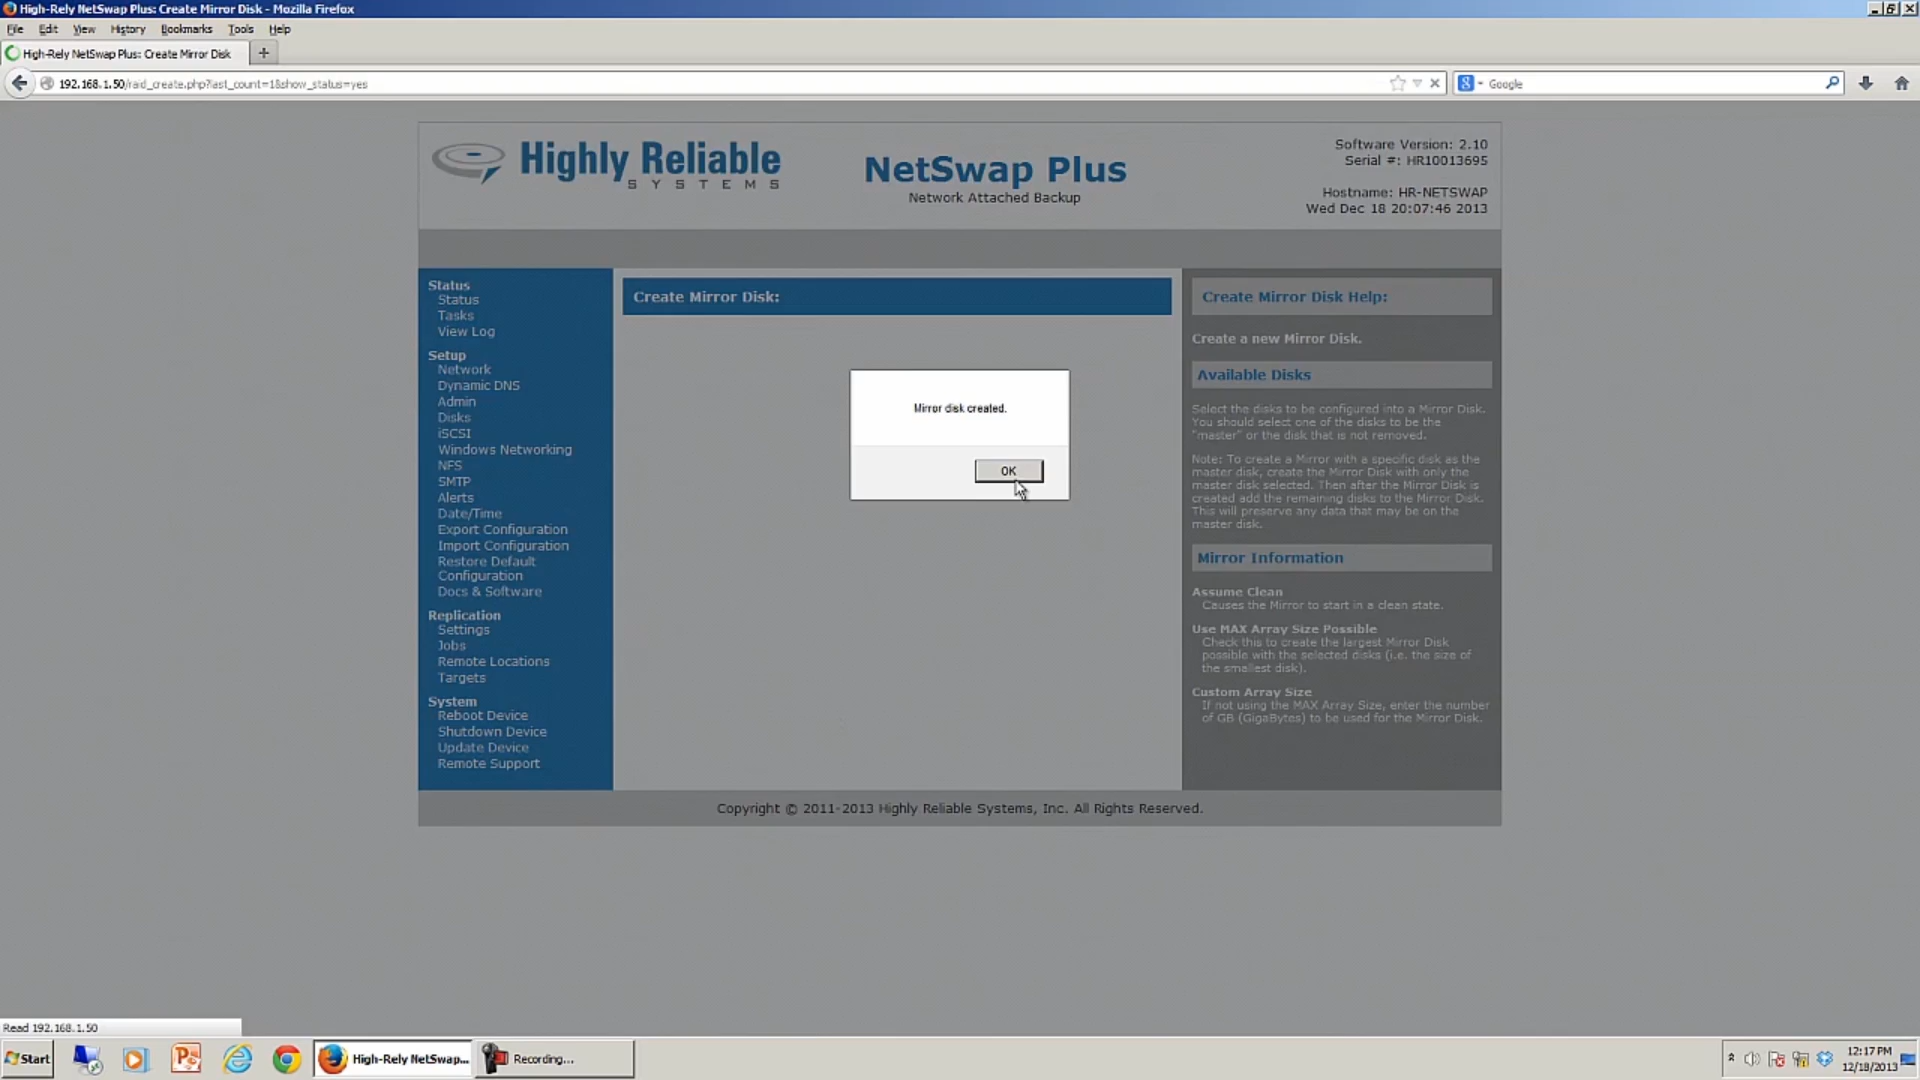 High-Rely NetSwap Plus: Create Mirror Disk - Mozilla Firefox
File Edit View History Bookmarks Tools Help
High-Rely NetSwap Plus: Create Mirror Disk
192.168.1.50/raid_create.php?last_count=1&show_status=yes
Google
Highly Reliable
SYSTEMS
NetSwap Plus
Network Attached Backup
Software Version: 2.10
Serial #: HR10013695
Hostname: HR-NETSWAP
Wed Dec 18 20:07:46 2013
Status
Status
Tasks
View Log
Setup
Network
Dynamic DNS
Admin
Disks
iSCSI
Windows Networking
NFS
SMTP
Alerts
Date/Time
Export Configuration
Import Configuration
Restore Default
Configuration
Docs & Software
Replication
Settings
Jobs
Remote Locations
Targets
System
Reboot Device
Shutdown Device
Update Device
Remote Support
Create Mirror Disk:
Mirror disk created.
OK
Create Mirror Disk Help:
Create a new Mirror Disk.
Available Disks
Select the disks to be configured into a Mirror Disk.
You should select one of the disks to be the
"master" or the disk that is not removed.
Note: To create a Mirror with a specific disk as the
master disk, create the Mirror Disk with only the
master disk selected. Then after the Mirror Disk is
created add the remaining disks to the Mirror Disk.
This will preserve any data that may be on the
master disk.
Mirror Information
Assume Clean
Causes the Mirror to start in a clean state.
Use MAX Array Size Possible
Check this to create the largest Mirror Disk
possible with the selected disks (i.e. the size of
the smallest disk).
Custom Array Size
If not using the MAX Array Size, enter the number
of GB (GigaBytes) to be used for the Mirror Disk.
Copyright © 2011-2013 Highly Reliable Systems, Inc. All Rights Reserved.
Read 192.168.1.50
Start
High-Rely NetSwap...
Recording...
12:17 PM
12/18/2013